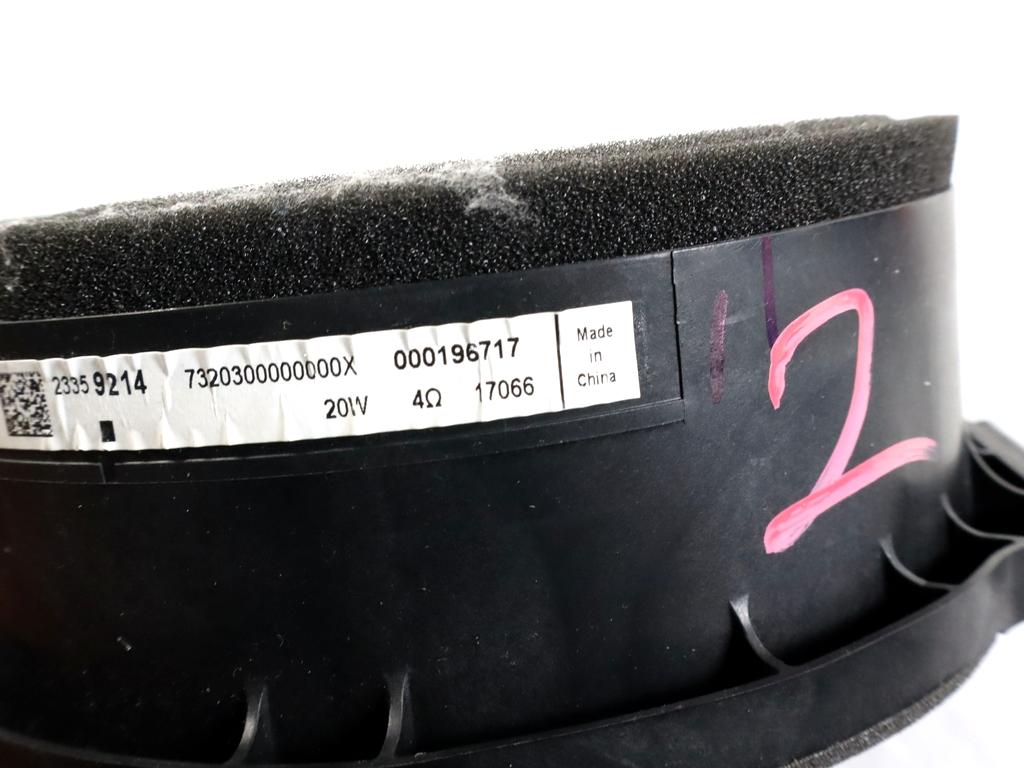 2335 9214 7320300000000X 000196717
20W 4Ω 17066
Made
in
China
2